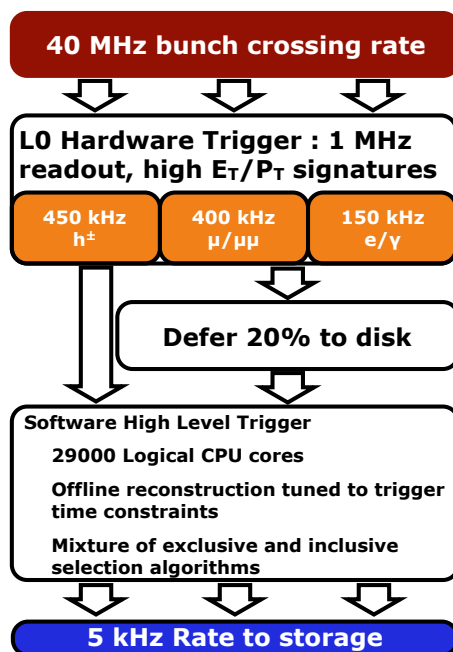 40 MHz bunch crossing rate
L0 Hardware Trigger : 1 MHz
readout, high E_T/P_T signatures
450 kHz
h±
400 kHz
μ/μμ
150 kHz
e/γ
Defer 20% to disk
Software High Level Trigger
29000 Logical CPU cores
Offline reconstruction tuned to trigger
time constraints
Mixture of exclusive and inclusive
selection algorithms
5 kHz Rate to storage